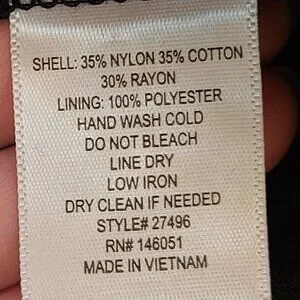 SHELL: 35% NYLON 35% COTTON
30% RAYON
LINING: 100% POLYESTER
HAND WASH COLD
DO NOT BLEACH
LINE DRY
LOW IRON
DRY CLEAN IF NEEDED
STYLE# 27496
RN# 146051
MADE IN VIETNAM